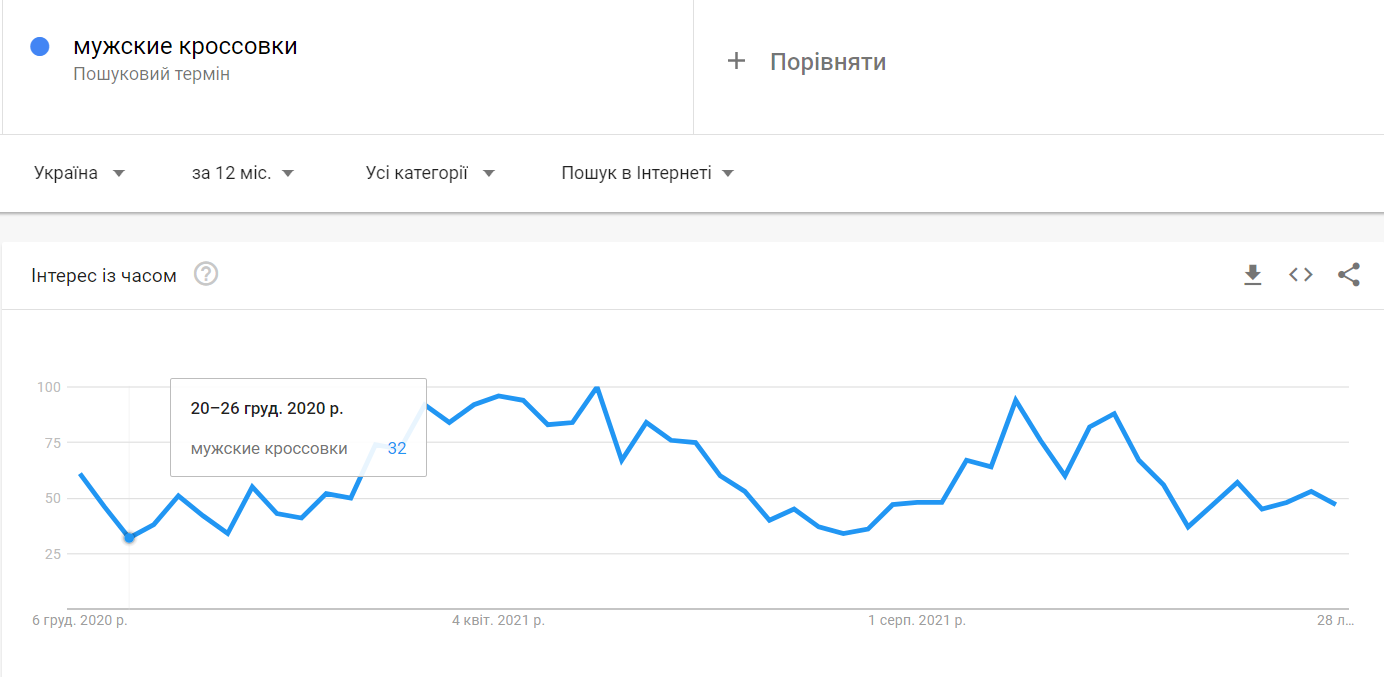 мужские кроссовки
Пошуковий термін
+ Порівняти
Україна
за 12 міс.
Усі категорії
Пошук в Інтернеті
Інтерес із часом
?
100
75
50
25
20–26 груд. 2020 р.
мужские кроссовки 32
6 груд. 2020 р.
4 квіт. 2021 р.
1 серп. 2021 р.
28 л...